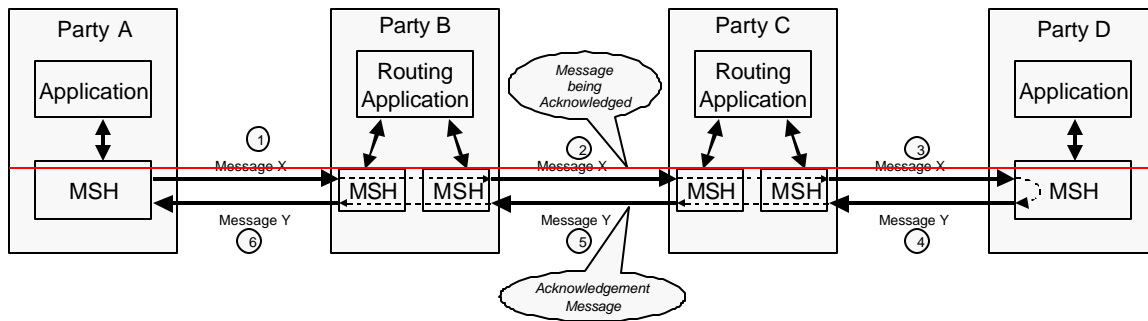 Party A
Party B
Party C
Party D
Application
Routing
Application
Message
being
Acknowledged
Routing
Application
Application
1
Message X
2
Message X
3
Message X
MSH
MSH
MSH
MSH
MSH
MSH
Message Y
6
Message Y
5
Message Y
4
Acknowledgement
Message